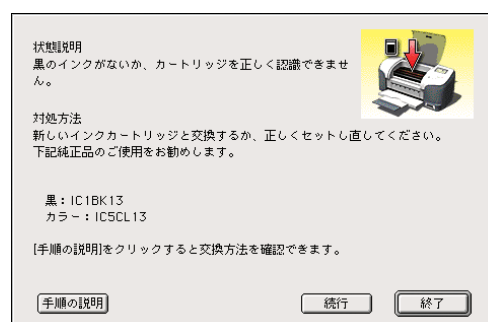 状態説明
黒のインクがないか、カートリッジを正しく認識できませ
ん。
対処方法
新しいインクカートリッジと交換するか、正しくセットし直してください。
下記純正品のご使用をお勧めします。
黒：IC1BK13
カラー：IC5CL13
[手順の説明]をクリックすると交換方法を確認できます。
手順の説明 続行 終了